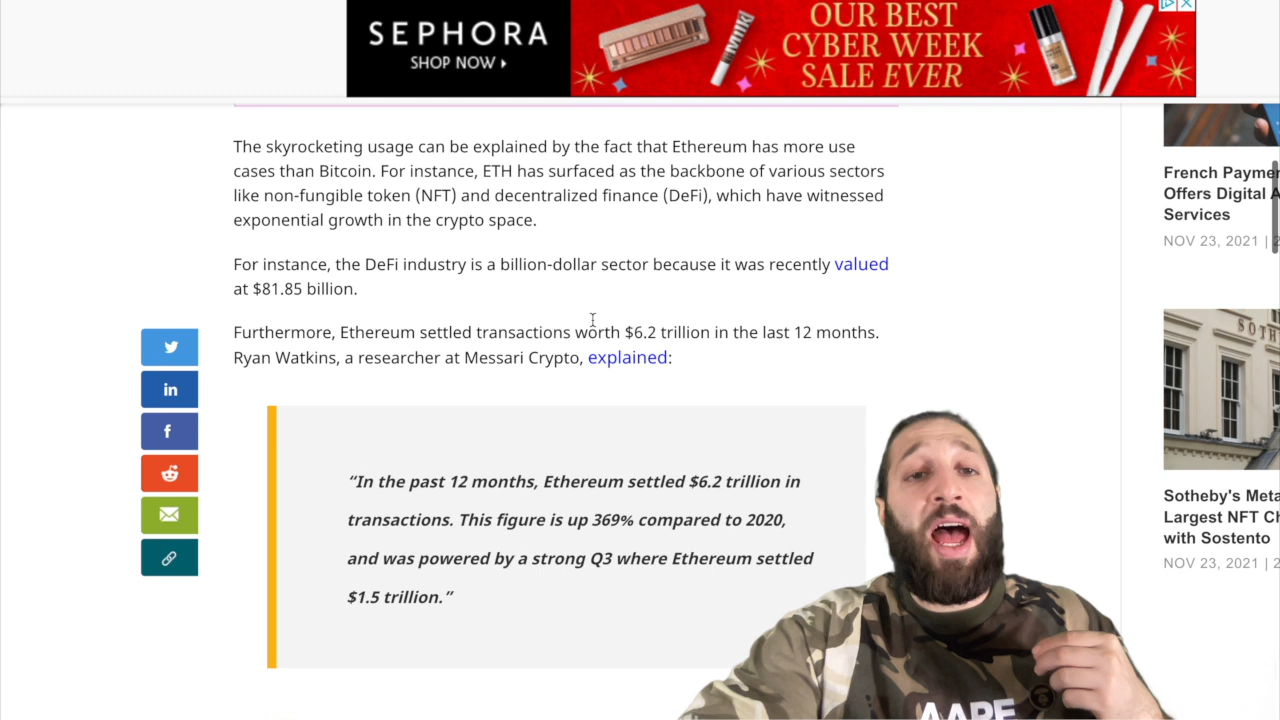 SEPHORA
SHOP NOW
OUR BEST
CYBER WEEK
SALE EVER
The skyrocketing usage can be explained by the fact that Ethereum has more use
cases than Bitcoin. For instance, ETH has surfaced as the backbone of various sectors
like non-fungible token (NFT) and decentralized finance (DeFi), which have witnessed
exponential growth in the crypto space.
For instance, the DeFi industry is a billion-dollar sector because it was recently valued
at $81.85 billion.
Furthermore, Ethereum settled transactions worth $6.2 trillion in the last 12 months.
Ryan Watkins, a researcher at Messari Crypto, explained:
“In the past 12 months, Ethereum settled $6.2 trillion in
transactions. This figure is up 369% compared to 2020,
and was powered by a strong Q3 where Ethereum settled
$1.5 trillion.”
in
f
French Paymer
Offers Digital A
Services
NOV 23, 2021 | 2
SOTH
Sotheby's Meta
Largest NFT Ch
with Sostento
NOV 23, 2021 | 2
AAPE